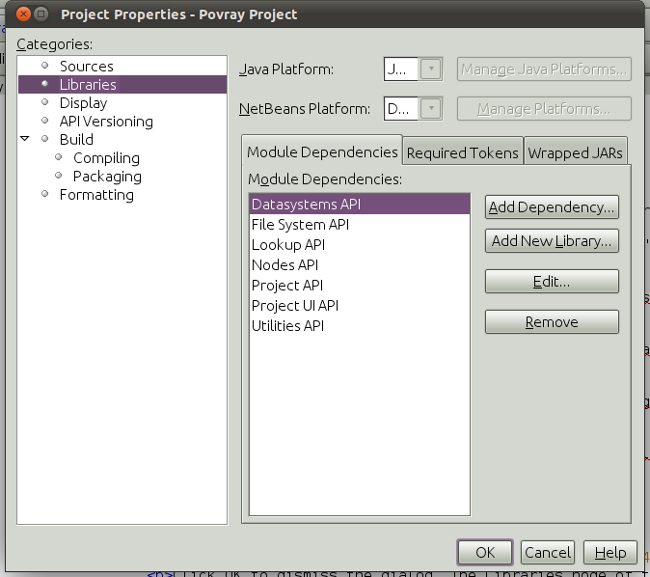 Project Properties - Povray Project
Categories:
Sources
Libraries
Display
API Versioning
Build
Compiling
Packaging
Formatting
Java Platform: J... Manage Java Platforms...
NetBeans Platform: D... Manage Platforms...
Module Dependencies Required Tokens Wrapped JARs
Module Dependencies:
Datasystems API
File System API
Lookup API
Nodes API
Project API
Project UI API
Utilities API
Add Dependency...
Add New Library...
Edit...
Remove
OK Cancel Help
<p>Click OK to dismiss the dialog. The Libraries node of